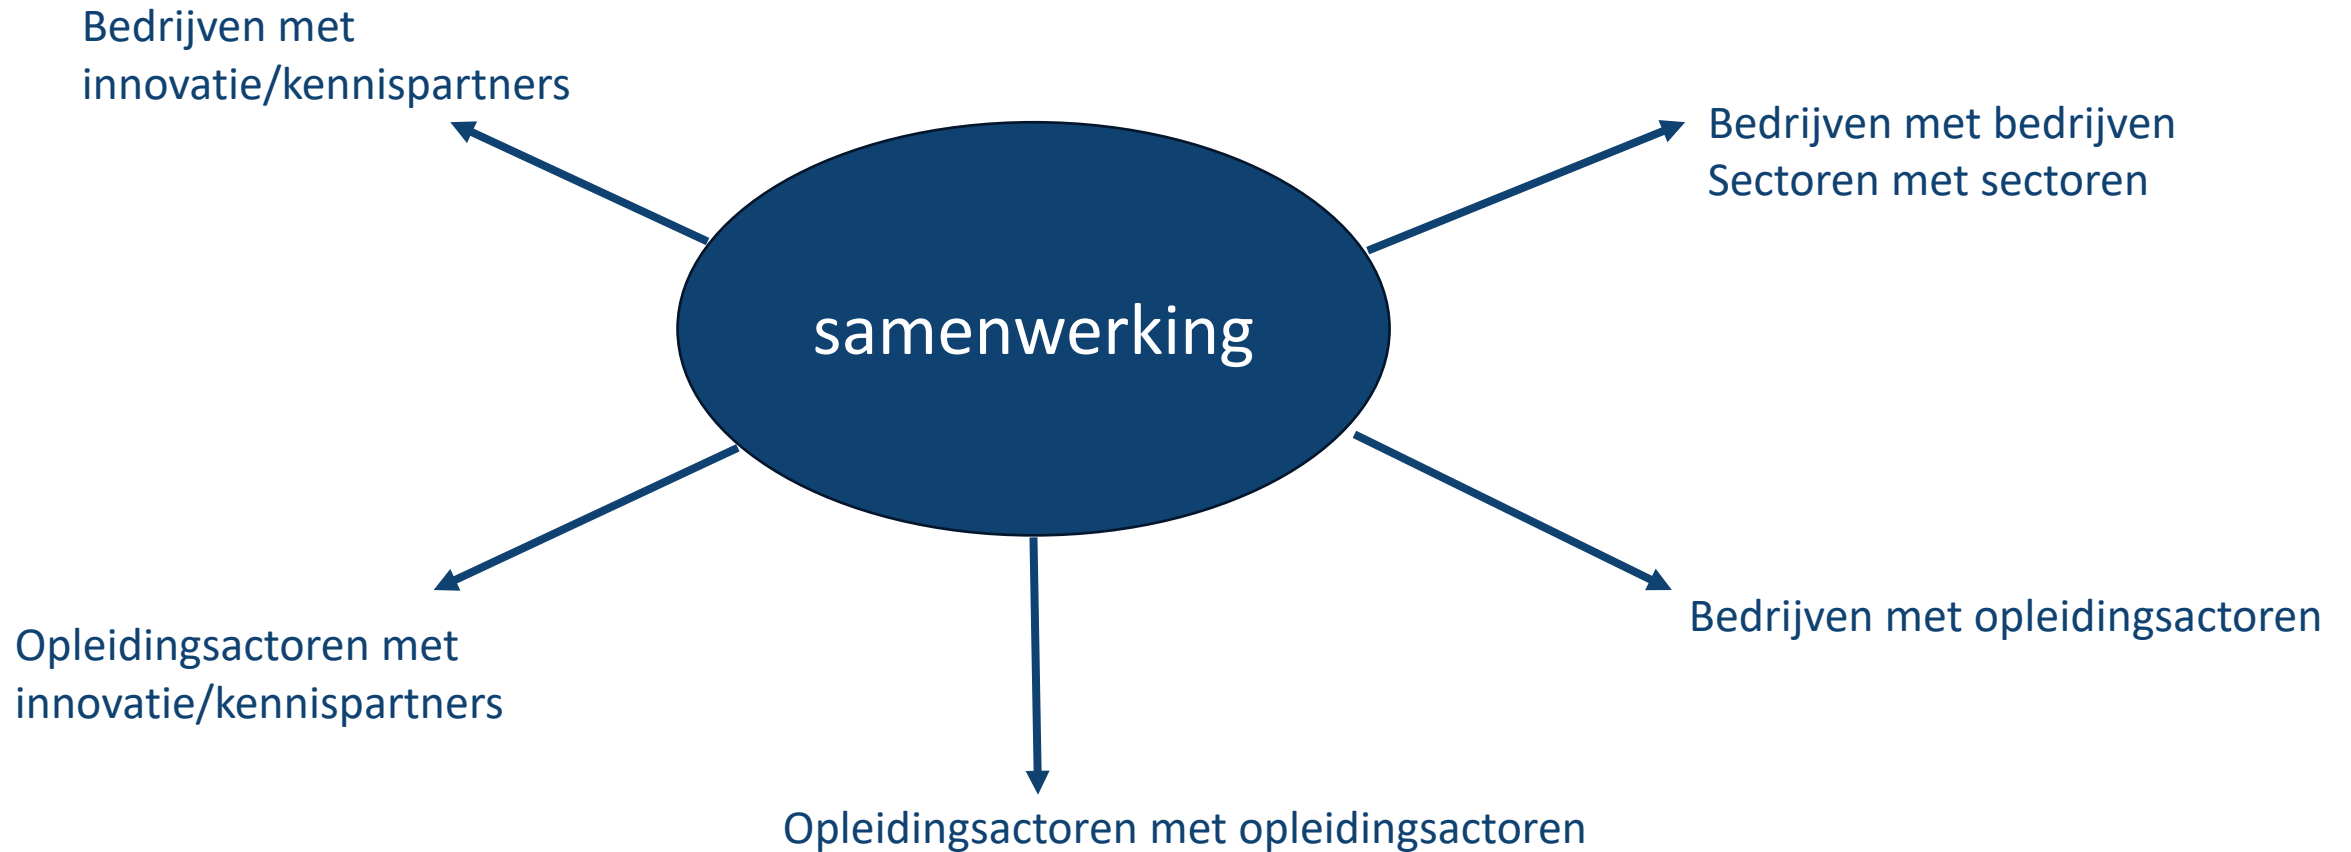 Bedrijven met
innovatie/kennispartners
Bedrijven met bedrijven
Sectoren met sectoren
samenwerking
Bedrijven met opleidingsactoren
Opleidingsactoren met
innovatie/kennispartners
Opleidingsactoren met opleidingsactoren